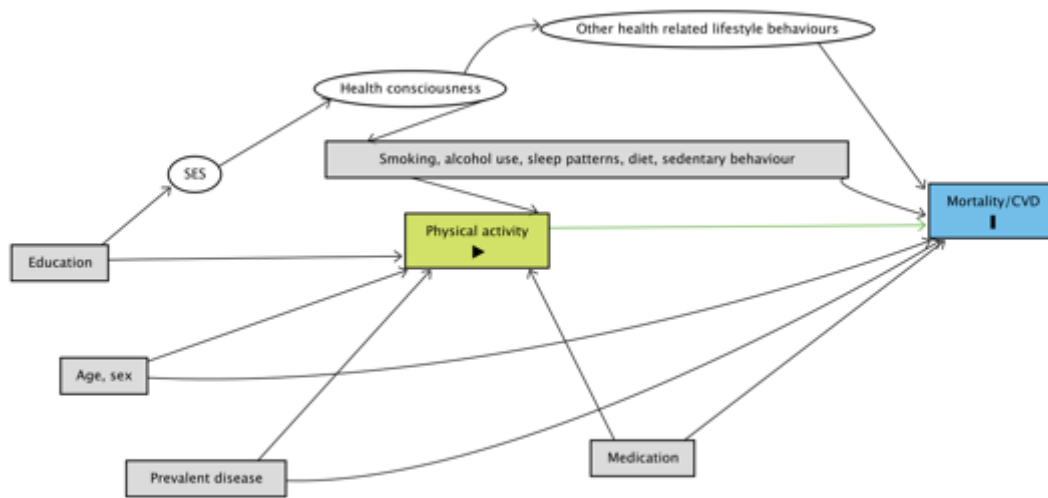 Other health related lifestyle behaviours
Health consciousness
Smoking, alcohol use, sleep patterns, diet, sedentary behaviour
SES
Mortality/CVD
Physical activity
Education
Age, sex
Medication
Prevalent disease